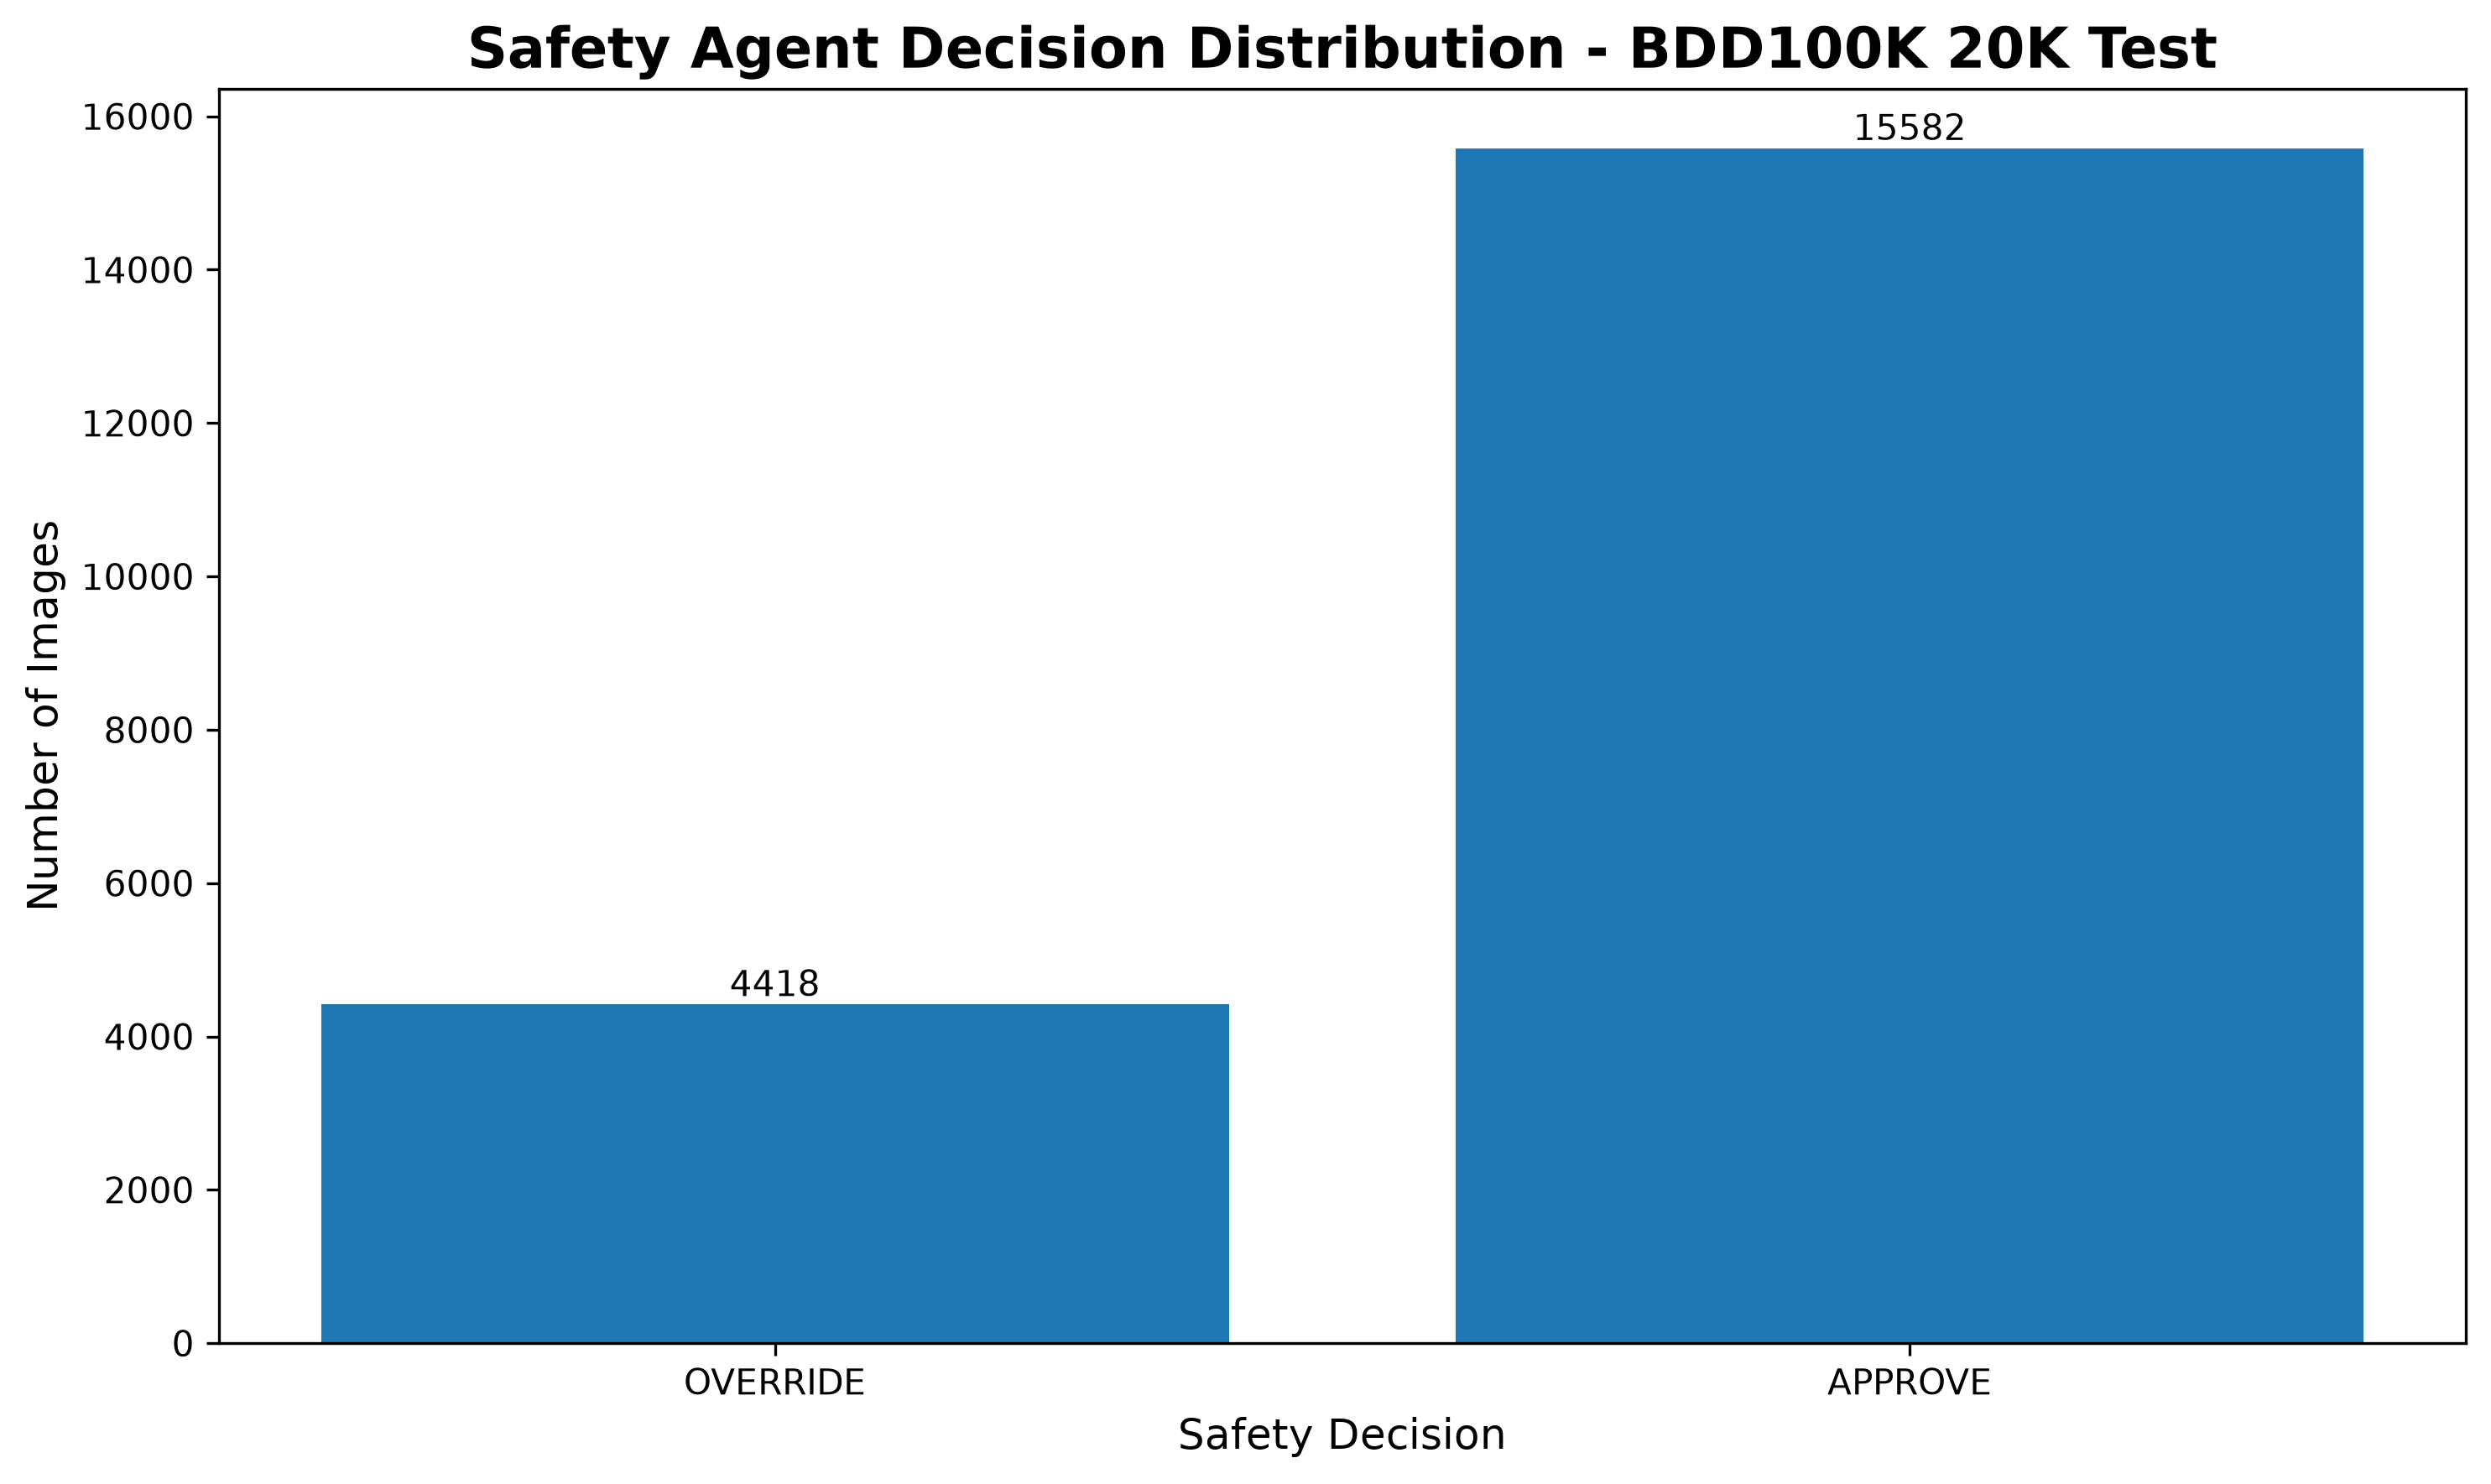 Safety Agent Decision Distribution - BDD100K 20K Test
16000
14000
12000
10000
8000
6000
4000
2000
0
Number of Images
15582
4418
OVERRIDE
APPROVE
Safety Decision